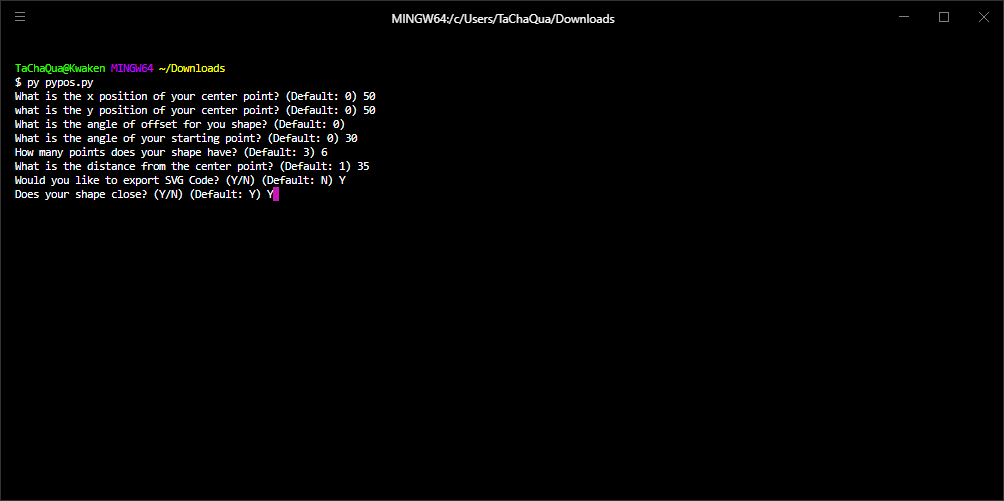 MINGW64:/c/Users/TaChaQua/Downloads
TaChaQua@Kwaken MINGW64 ~/Downloads
$ py pypos.py
What is the x position of your center point? (Default: 0) 50
what is the y position of your center point? (Default: 0) 50
What is the angle of offset for you shape? (Default: 0)
What is the angle of your starting point? (Default: 0) 30
How many points does your shape have? (Default: 3) 6
What is the distance from the center point? (Default: 1) 35
Would you like to export SVG Code? (Y/N) (Default: N) Y
Does your shape close? (Y/N) (Default: Y) Y